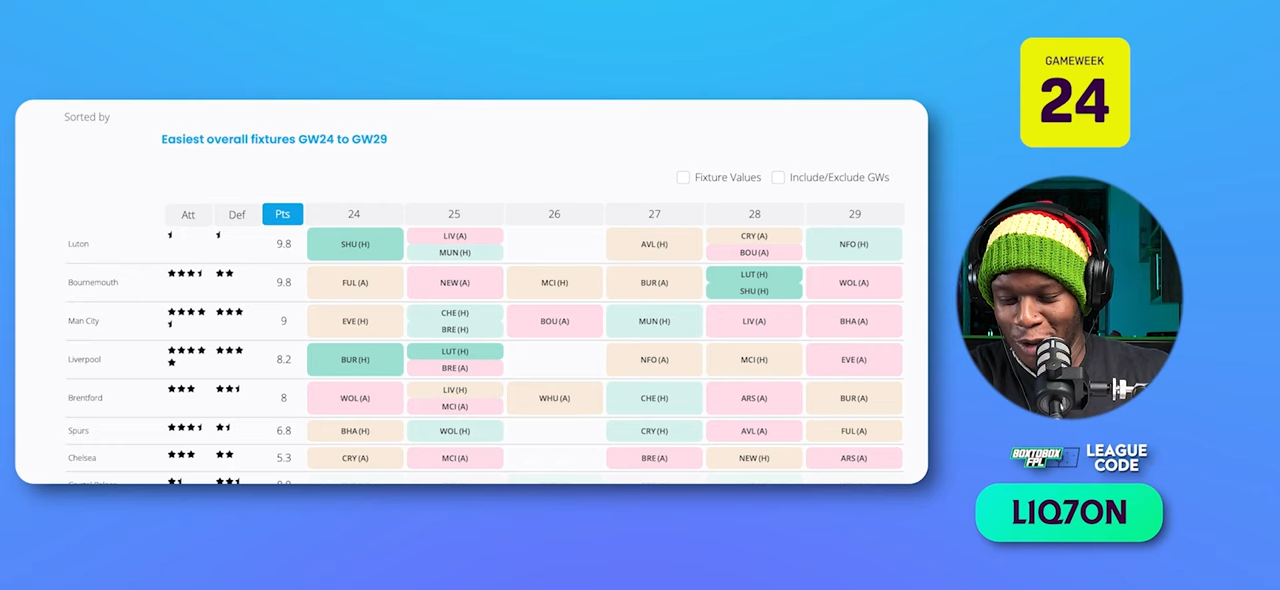 Sorted by
Easiest overall fixtures GW24 to GW29
Fixture Values Include/Exclude GWs
Att Def Pts 24 25 26 27 28 29
Luton 9.8 SHU (H) LIV (A) MUN (H) AVL (H) CRY (A) BOU (A) NFO (H)
Bournemouth 9.8 FUL (A) NEW (A) MCI (H) BUR (A) LUT (H) SHU (H) WOL (A)
Man City 9 EVE (H) CHE (H) BRE (H) BOU (A) MUN (H) LIV (A) BHA (A)
Liverpool 8.2 BUR (H) LUT (H) BRE (A) NFO (A) MCI (H) EVE (A)
Brentford 8 WOL (A) LIV (H) MCI (A) WHU (A) CHE (H) ARS (A) BUR (A)
Spurs 6.8 BHA (H) WOL (H) CRY (H) AVL (A) FUL (A)
Chelsea 5.3 CRY (A) MCI (A) BRE (A) NEW (H) ARS (A)
GAMEWEEK
24
BOXTOBOX
FPL
LEAGUE
CODE
L1Q7ON